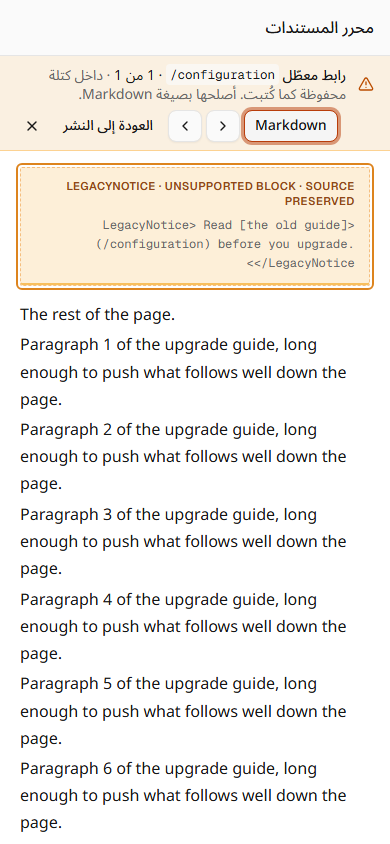 محرر المستندات
رابط معطّل /configuration · 1 من 1 · داخل كتلة
محفوظة كما كُتبت. أصلحها بصيغة Markdown.
Markdown
العودة إلى النشر
LEGACYNOTICE · UNSUPPORTED BLOCK · SOURCE
PRESERVED
LegacyNotice> Read [the old guide]>
(/configuration) before you upgrade.
<</LegacyNotice
The rest of the page.
Paragraph 1 of the upgrade guide, long
enough to push what follows well down the
page.
Paragraph 2 of the upgrade guide, long
enough to push what follows well down the
page.
Paragraph 3 of the upgrade guide, long
enough to push what follows well down the
page.
Paragraph 4 of the upgrade guide, long
enough to push what follows well down the
page.
Paragraph 5 of the upgrade guide, long
enough to push what follows well down the
page.
Paragraph 6 of the upgrade guide, long
enough to push what follows well down the
page.